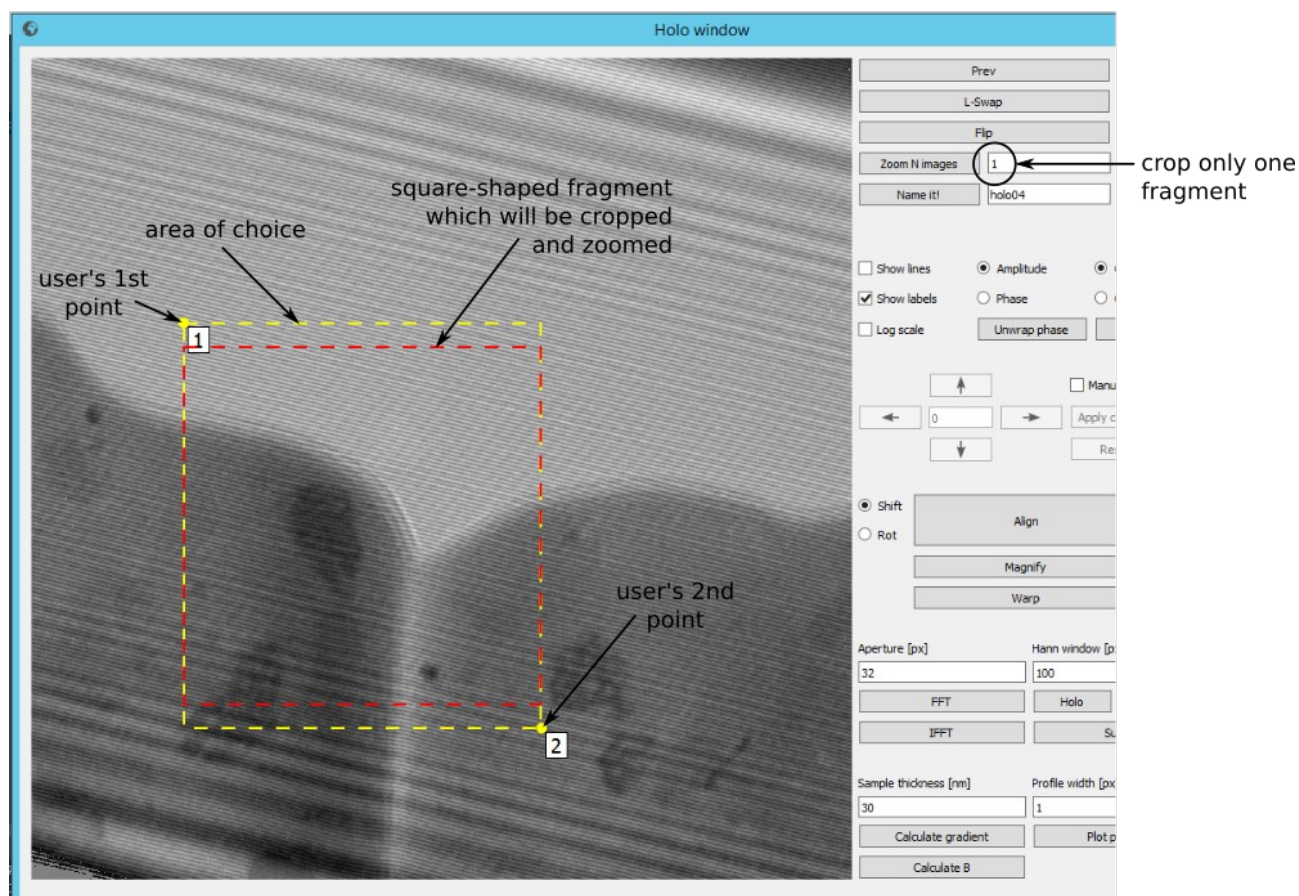 Holo window
Prev
L-Swap
Flip
Zoom N images 1
Name it! holo04
crop only one
fragment
square-shaped fragment
which will be cropped
and zoomed
area of choice
user's 1st
point
1
Show lines Amplitude
Show labels Phase
Log scale Unwrap phase
Manu
0 Apply c
Res
Shift
Rot
Align
Magnify
Warp
user's 2nd
point
2
Aperture [px] Hann window [p
32 100
FFT Holo
IFFT Su
Sample thickness [nm] Profile width [px
30 1
Calculate gradient Plot p
Calculate B